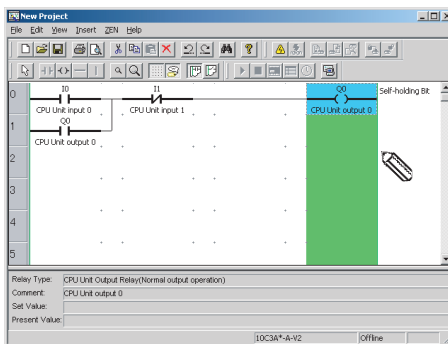 New Project
File Edit View Insert ZEN Help
0 I0 I1 Q0 Self-holding Bit
CPU Unit input 0 CPU Unit input 1 CPU Unit output 0
Q0
1
CPU Unit output 0
2
3
4
5
Relay Type: CPU Unit Output Relay(Normal output operation)
Comment: CPU Unit output 0
Set Value:
Present Value:
10C3A*-A-V2 Offline